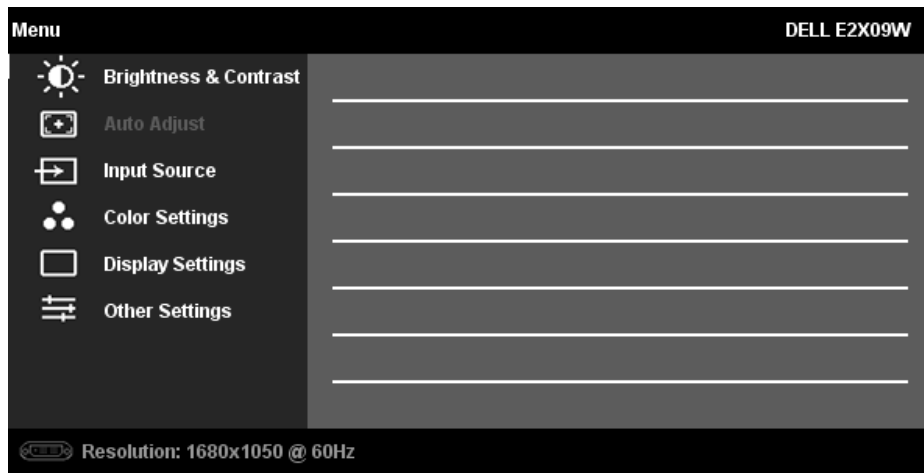 Menu DELL E2X09W
Brightness & Contrast
Auto Adjust
Input Source
Color Settings
Display Settings
Other Settings
Resolution: 1680x1050 @ 60Hz